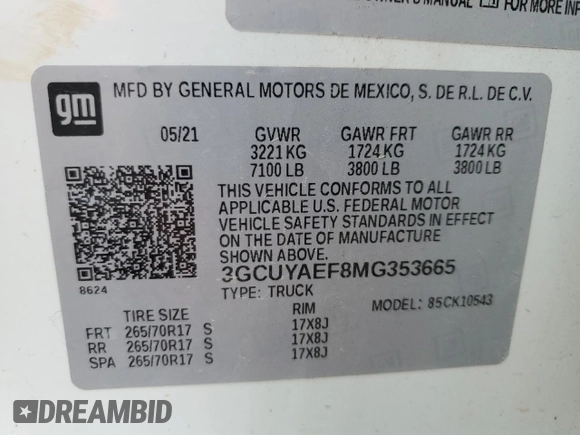 OWNER'S MANUAL FOR MORE INF
gm
MFD BY GENERAL MOTORS DE MEXICO, S. DE R.L. DE C.V.
05/21 GVWR GAWR FRT GAWR RR
3221 KG 1724 KG 1724 KG
7100 LB 3800 LB 3800 LB
THIS VEHICLE CONFORMS TO ALL
APPLICABLE U.S. FEDERAL MOTOR
VEHICLE SAFETY STANDARDS IN EFFECT
ON THE DATE OF MANUFACTURE
SHOWN ABOVE.
8624
3GCUYAEF8MG353665
TYPE: TRUCK MODEL: 85CK10543
TIRE SIZE RIM
FRT 265/70R17 S 17X8J
RR 265/70R17 S 17X8J
SPA 265/70R17 S 17X8J
DREAMBID